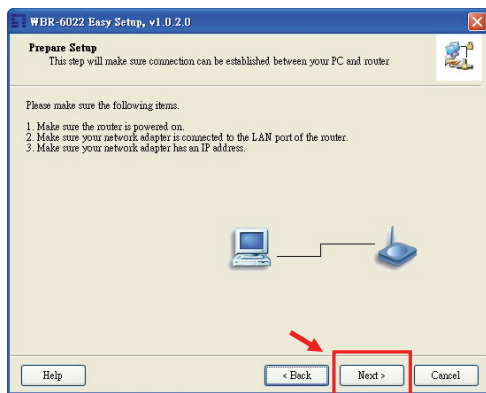 WBR-6022 Easy Setup, v1.0.2.0
Prepare Setup
This step will make sure connection can be established between your PC and router
Please make sure the following items.
1. Make sure the router is powered on.
2. Make sure your network adapter is connected to the LAN port of the router.
3. Make sure your network adapter has an IP address.
Help
< Back
Next >
Cancel